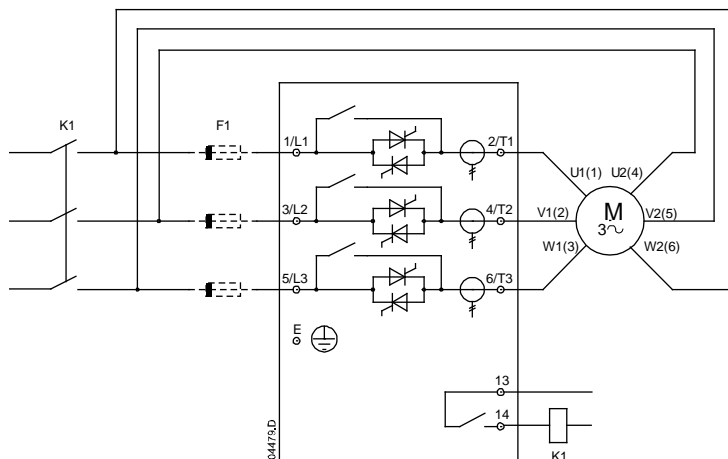 K1
F1
1/L1
2/T1
U1(1)
U2(4)
3/L2
4/T2
V1(2)
M
3~
V2(5)
W1(3)
W2(6)
5/L3
6/T3
E
13
14
K1
04479.D